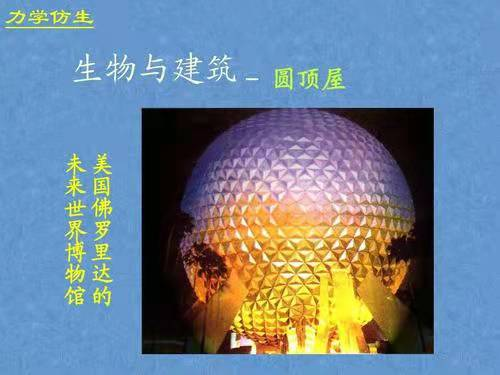 力学仿生
生物与建筑－圆顶屋
美国佛罗里达的
未来世界博物馆